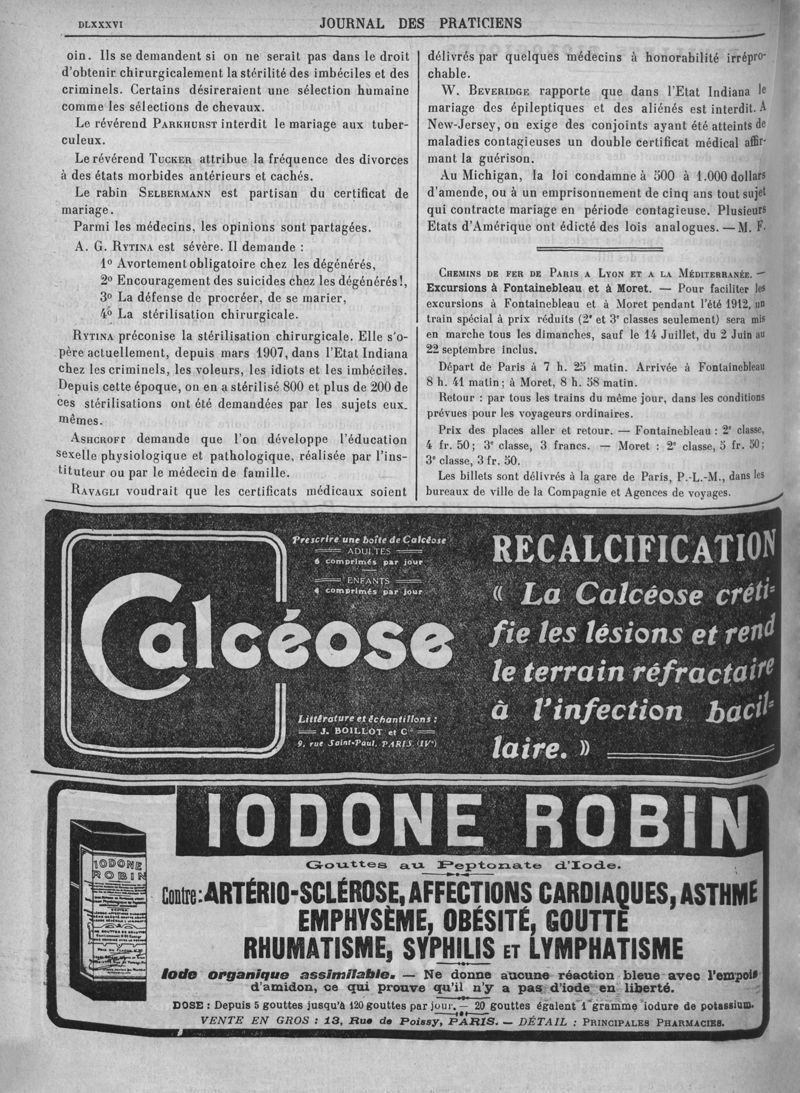 DLXXXVI
JOURNAL DES PRATICIENS
oin. Ils se demandent si on ne serait pas dans le droit
d'obtenir chirurgicalement la stérilité des imbéciles et des
criminels. Certains désireraient une sélection humaine
comme les sélections de chevaux.
Le révérend PARKHURST interdit le mariage aux tuber-
culeux.
Le révérend TUCKER attribue la fréquence des divorces
à des états morbides antérieurs et cachés.
Le rabin SELBERMANN est partisan du certificat de
mariage.
Parmi les médecins, les opinions sont partagées.
A. G. RYTINA est sévère. Il demande :
1º Avortement obligatoire chez les dégénérés,
2º Encouragement des suicides chez les dégénérés!,
3º La défense de procréer, de se marier,
4º La stérilisation chirurgicale.
RYTINA préconise la stérilisation chirurgicale. Elle s'o-
père actuellement, depuis mars 1907, dans l'Etat Indiana
chez les criminels, les voleurs, les idiots et les imbéciles.
Depuis cette époque, on en a stérilisé 800 et plus de 200 de
ces stérilisations ont été demandées par les sujets eux-
mêmes.
ASHCROFT demande que l'on développe l'éducation
sexelle physiologique et pathologique, réalisée par l'ins-
tituteur ou par le médecin de famille.
RAVAGLI voudrait que les certificats médicaux soient
délivrés par quelques médecins à honorabilité irrépro-
chable.
W. BEVERIDGE rapporte que dans l'Etat Indiana le
mariage des épileptiques et des aliénés est interdit. A
New-Jersey, on exige des conjoints ayant été atteints de
maladies contagieuses un double certificat médical affir-
mant la guérison.
Au Michigan, la loi condamne à 500 à 1.000 dollars
d'amende, ou à un emprisonnement de cinq ans tout sujet
qui contracte mariage en période contagieuse. Plusieurs
Etats d'Amérique ont édicté des lois analogues. — M. F.
CHEMINS DE FER DE PARIS A LYON ET A LA MÉDITERRANÉE. —
Excursions à Fontainebleau et à Moret. — Pour faciliter les
excursions à Fontainebleau et à Moret pendant l'été 1912, un
train spécial à prix réduits (2e et 3e classes seulement) sera mis
en marche tous les dimanches, sauf le 14 Juillet, du 2 Juin au
22 septembre inclus.
Départ de Paris à 7 h. 25 matin. Arrivée à Fontainebleau
8 h. 41 matin ; à Moret, 8 h. 58 matin.
Retour : par tous les trains du même jour, dans les conditions
prévues pour les voyageurs ordinaires.
Prix des places aller et retour. — Fontainebleau : 2e classe,
4 fr. 50 ; 3e classe, 3 francs. — Moret : 2e classe, 5 fr. 50 ;
3e classe, 3 fr. 50.
Les billets sont délivrés à la gare de Paris, P.-L.-M., dans les
bureaux de ville de la Compagnie et Agences de voyages.
Calcéose
Prescrire une boîte de Calcéose
ADULTES
6 comprimés par jour
ENFANTS
4 comprimés par jour
Littérature et échantillons :
J. BOILLOT et Cie
9, rue Saint-Paul, PARIS (IVe)
RECALCIFICATION
« La Calcéose créti=
fie les lésions et rend
le terrain réfractaire
à l'infection bacil=
laire. »
IODONE ROBIN
IODONE
ROBIN
Gouttes au Peptonate d'Iode.
Contre : ARTÉRIO-SCLÉROSE, AFFECTIONS CARDIAQUES, ASTHME
EMPHYSÈME, OBÉSITÉ, GOUTTE
RHUMATISME, SYPHILIS ET LYMPHATISME
Iode organique assimilable. — Ne donne aucune réaction bleue avec l'empois
d'amidon, ce qui prouve qu'il n'y a pas d'iode en liberté.
DOSE : Depuis 5 gouttes jusqu'à 120 gouttes par jour. — 20 gouttes égalent 1 gramme iodure de potassium.
VENTE EN GROS : 13, Rue de Poissy, PARIS. — DÉTAIL : PRINCIPALES PHARMACIES.